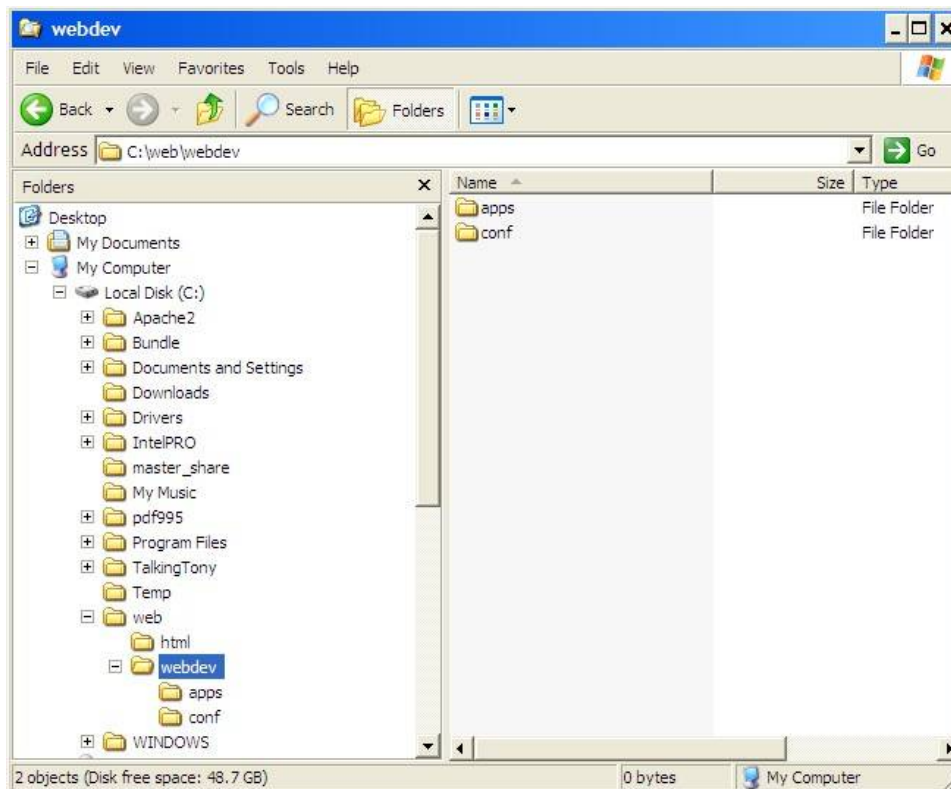 webdev
File Edit View Favorites Tools Help
Back Search Folders
Address C:\web\webdev Go
Folders
Desktop
My Documents
My Computer
Local Disk (C:)
Apache2
Bundle
Documents and Settings
Downloads
Drivers
IntelPRO
master_share
My Music
pdf995
Program Files
TalkingTony
Temp
web
html
webdev
apps
conf
WINDOWS
Name Size Type
apps File Folder
conf File Folder
2 objects (Disk free space: 48.7 GB) 0 bytes My Computer